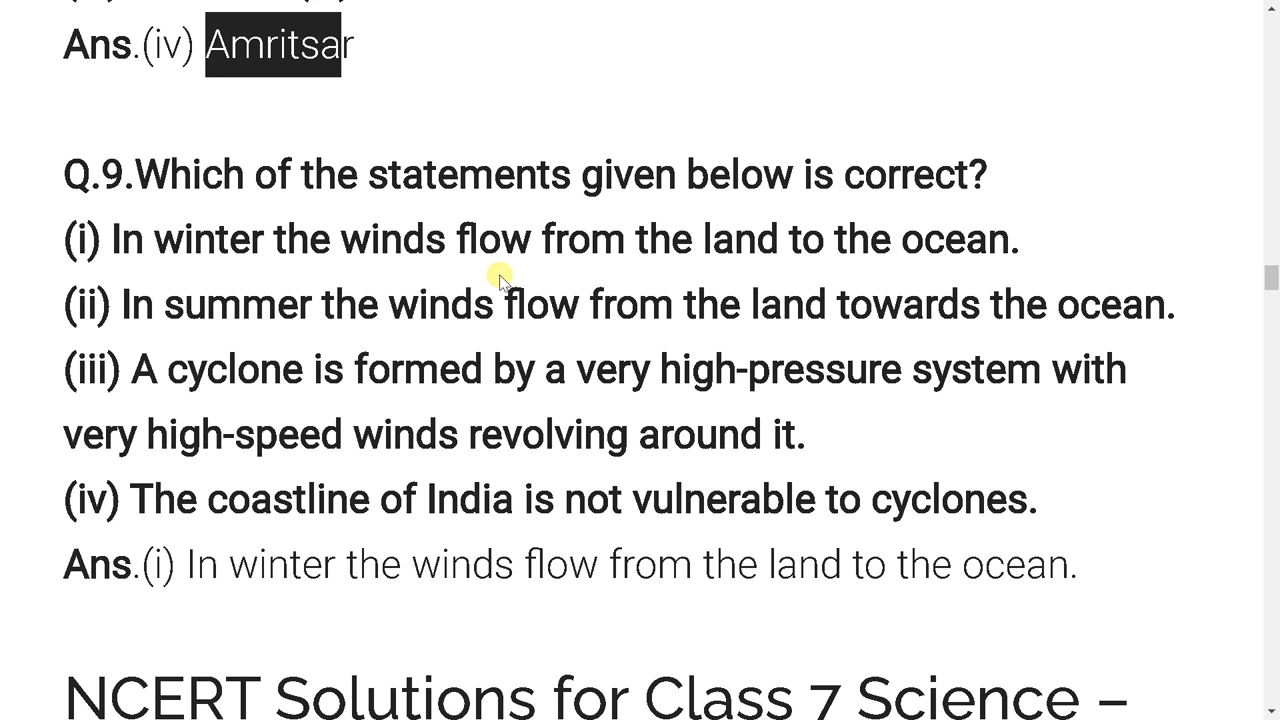 Ans.(iv) Amritsar
Q.9.Which of the statements given below is correct?
(i) In winter the winds flow from the land to the ocean.
(ii) In summer the winds flow from the land towards the ocean.
(iii) A cyclone is formed by a very high-pressure system with
very high-speed winds revolving around it.
(iv) The coastline of India is not vulnerable to cyclones.
Ans.(i) In winter the winds flow from the land to the ocean.
NCERT Solutions for Class 7 Science –